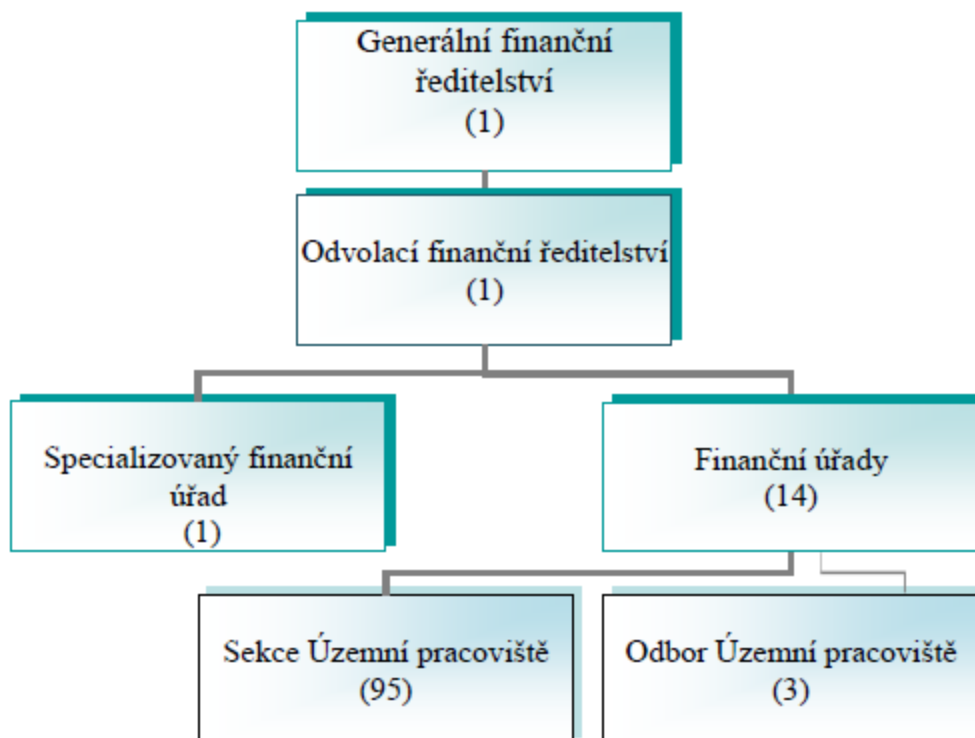 Generální finanční
ředitelství
(1)
Odvolací finanční ředitelství
(1)
Specializovaný finanční
úřad
(1)
Finanční úřady
(14)
Sekce Územní pracoviště
(95)
Odbor Územní pracoviště
(3)